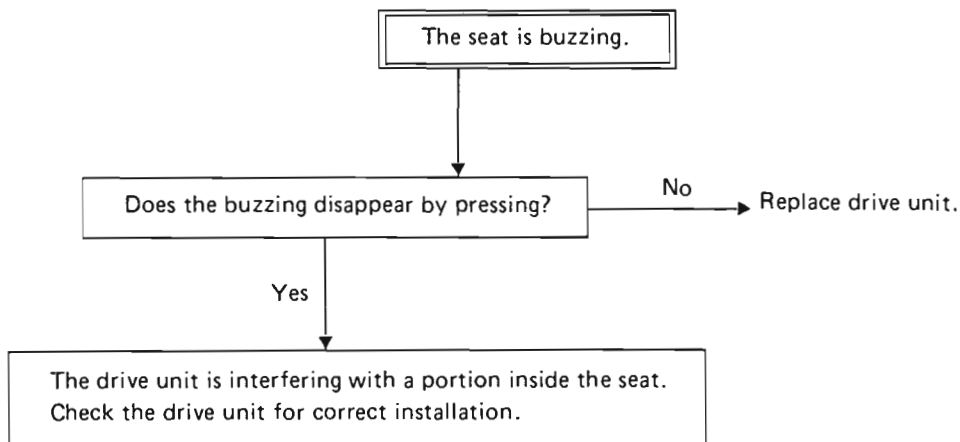 The seat is buzzing.
Does the buzzing disappear by pressing?
No
Replace drive unit.
Yes
The drive unit is interfering with a portion inside the seat.
Check the drive unit for correct installation.